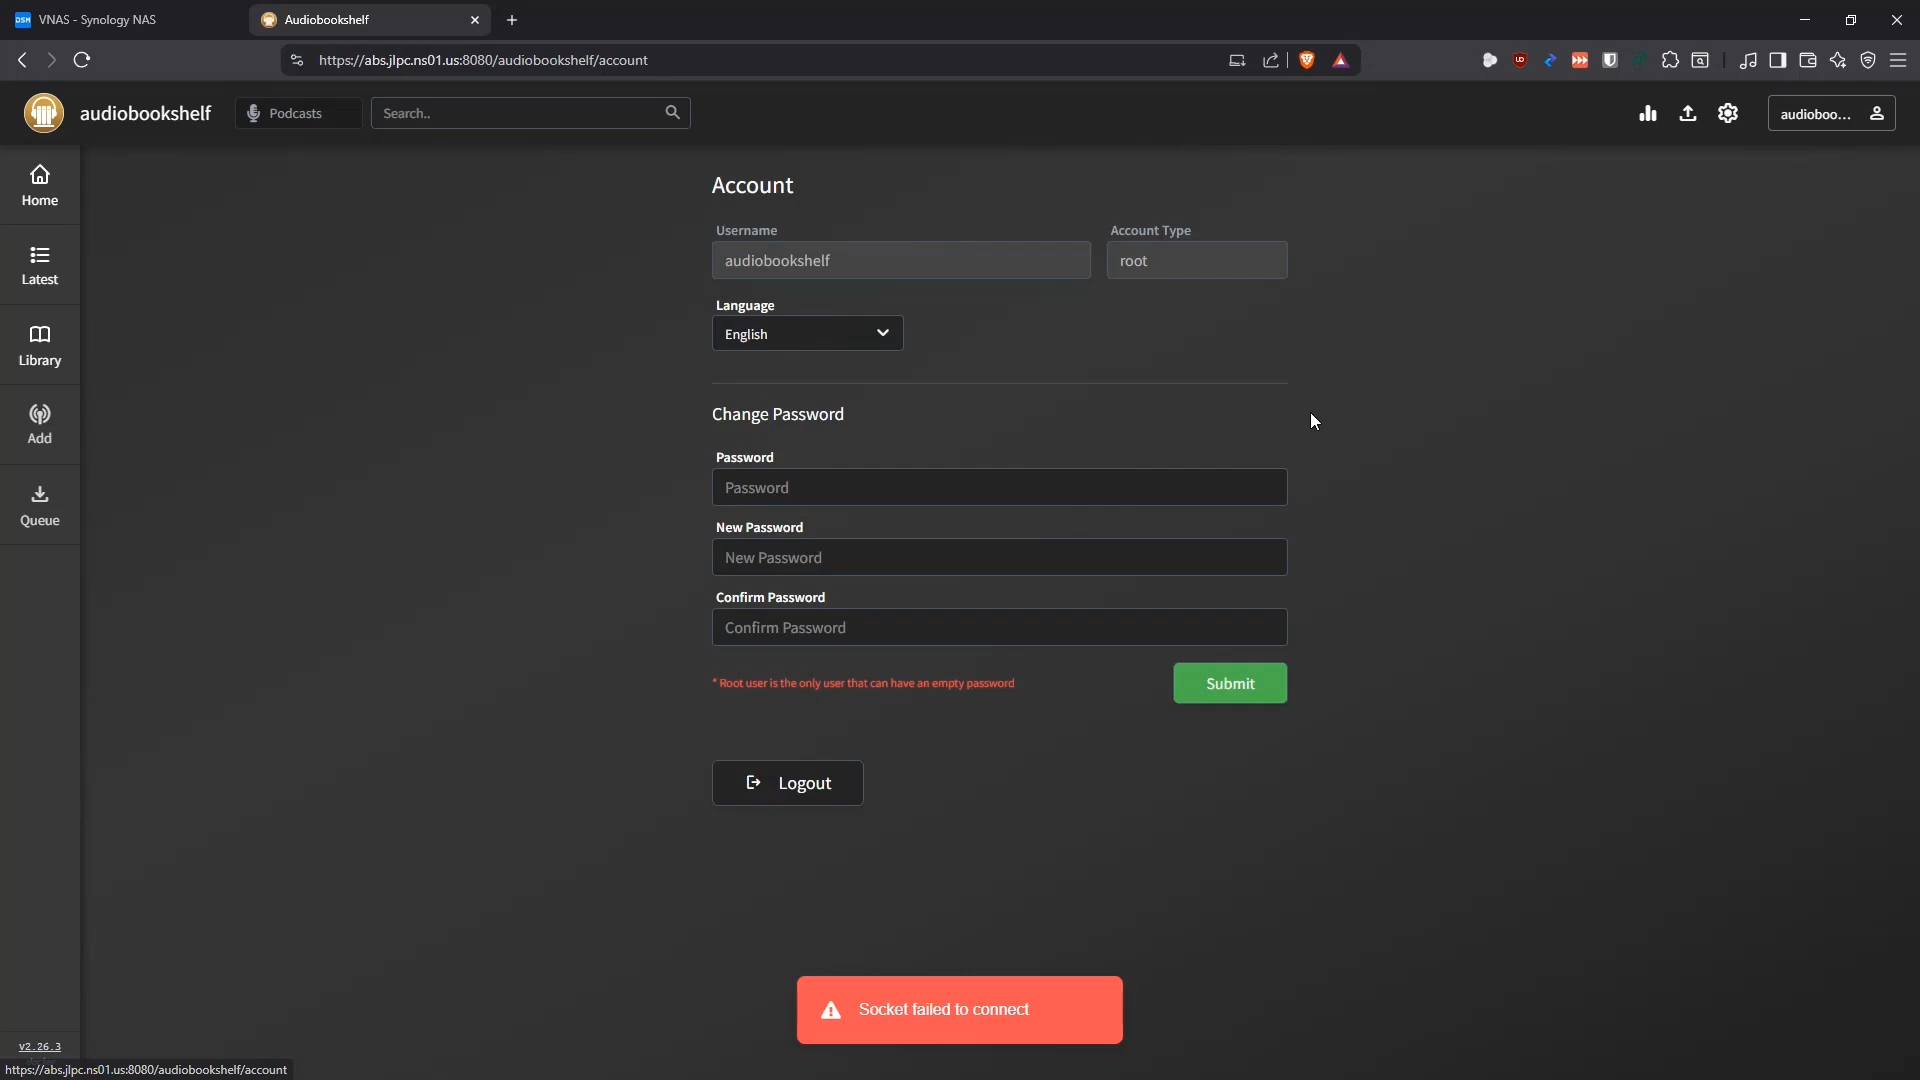 VNAS - Synology NAS
Audiobookshelf
https://abs.jlpc.ns01.us:8080/audiobookshelf/account
audiobookshelf
Podcasts
Search..
audioboo...
Home
Latest
Library
Add
Queue
Account
Username
Account Type
audiobookshelf
root
Language
English
Change Password
Password
Password
New Password
New Password
Confirm Password
Confirm Password
* Root user is the only user that can have an empty password
Submit
Logout
Socket failed to connect
v2.26.3
https://abs.jlpc.ns01.us:8080/audiobookshelf/account